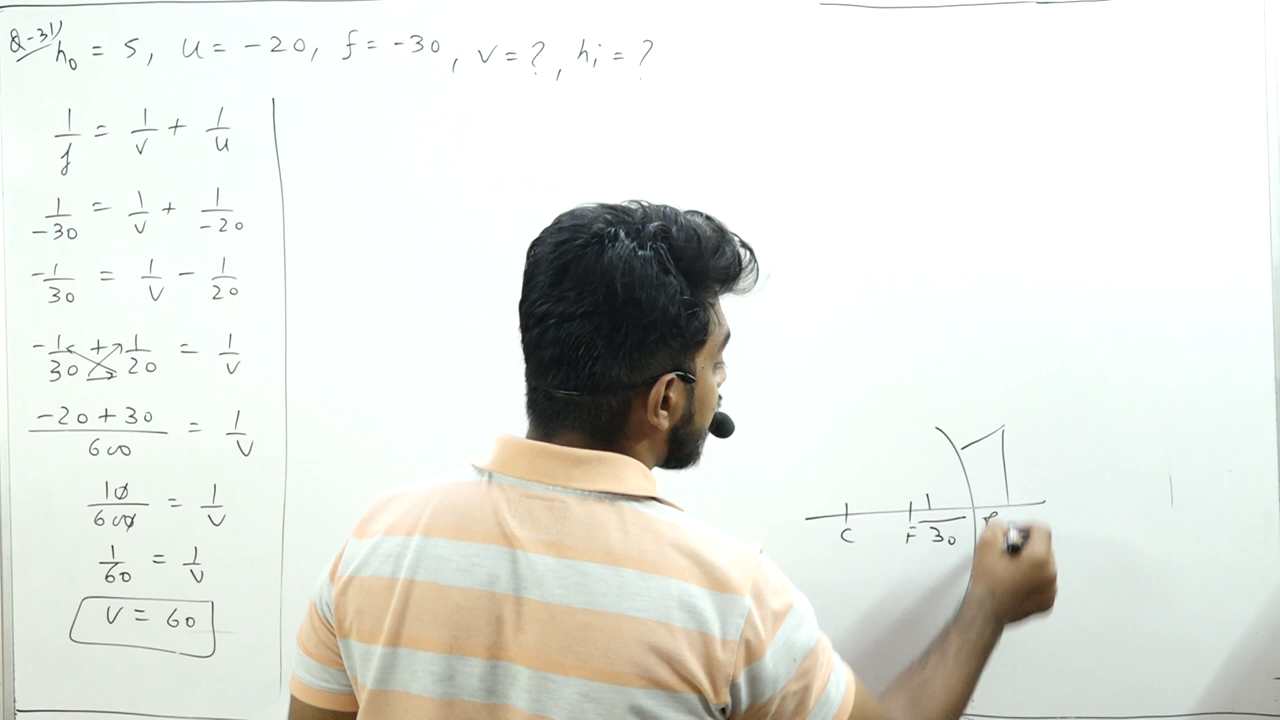 Q-31) h₀ = 5, u = -20, f = -30, v = ?, hi = ?
1/f = 1/v + 1/u
1/-30 = 1/v + 1/-20
-1/30 = 1/v - 1/20
-1/30 + 1/20 = 1/v
-20+30/600 = 1/v
10/600 = 1/v
1/60 = 1/v
v = 60
C F 30